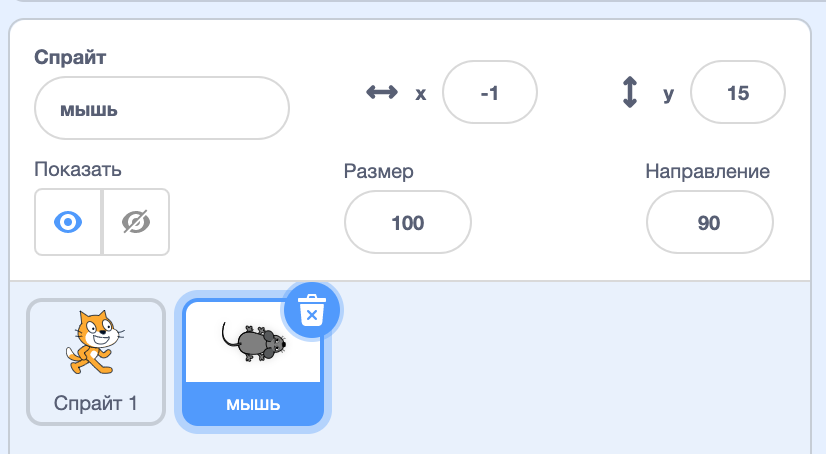 Спрайт
мышь
x -1
y 15
Показать
Размер
Направление
100
90
Спрайт 1
мышь